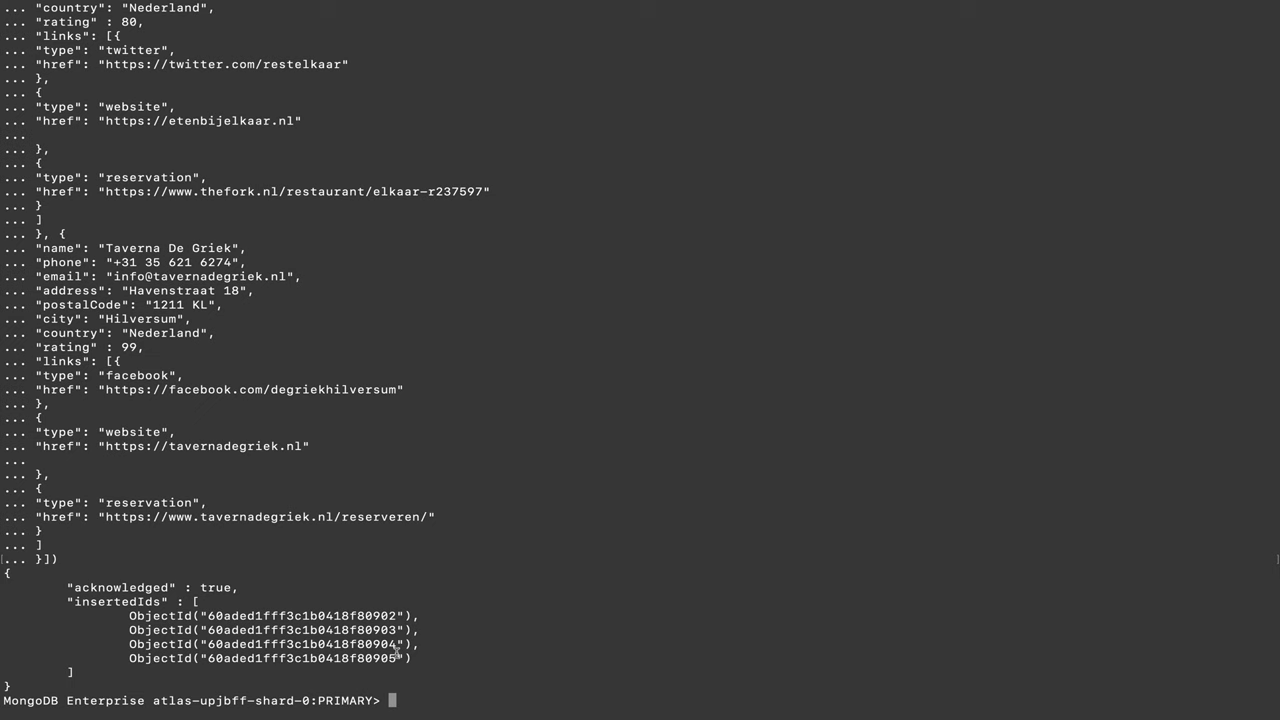 ... "country": "Nederland",
... "rating" : 80,
... "links": [{
... "type": "twitter",
... "href": "https://twitter.com/restelkaar"
... },
... {
... "type": "website",
... "href": "https://etenbijelkaar.nl"
...
... },
... {
... "type": "reservation",
... "href": "https://www.thefork.nl/restaurant/elkaar-r237597"
... }
... ]
... }, {
... "name": "Taverna De Griek",
... "phone": "+31 35 621 6274",
... "email": "info@tavernadegriek.nl",
... "address": "Havenstraat 18",
... "postalCode": "1211 KL",
... "city": "Hilversum",
... "country": "Nederland",
... "rating" : 99,
... "links": [{
... "type": "facebook",
... "href": "https://facebook.com/degriekhilversum"
... },
... {
... "type": "website",
... "href": "https://tavernadegriek.nl"
...
... },
... {
... "type": "reservation",
... "href": "https://www.tavernadegriek.nl/reserveren/"
... }
... ]
[... }])
{
"acknowledged" : true,
"insertedIds" : [
ObjectId("60aded1fff3c1b0418f80902"),
ObjectId("60aded1fff3c1b0418f80903"),
ObjectId("60aded1fff3c1b0418f80904"),
ObjectId("60aded1fff3c1b0418f80905")
]
}
MongoDB Enterprise atlas-upjbff-shard-0:PRIMARY>